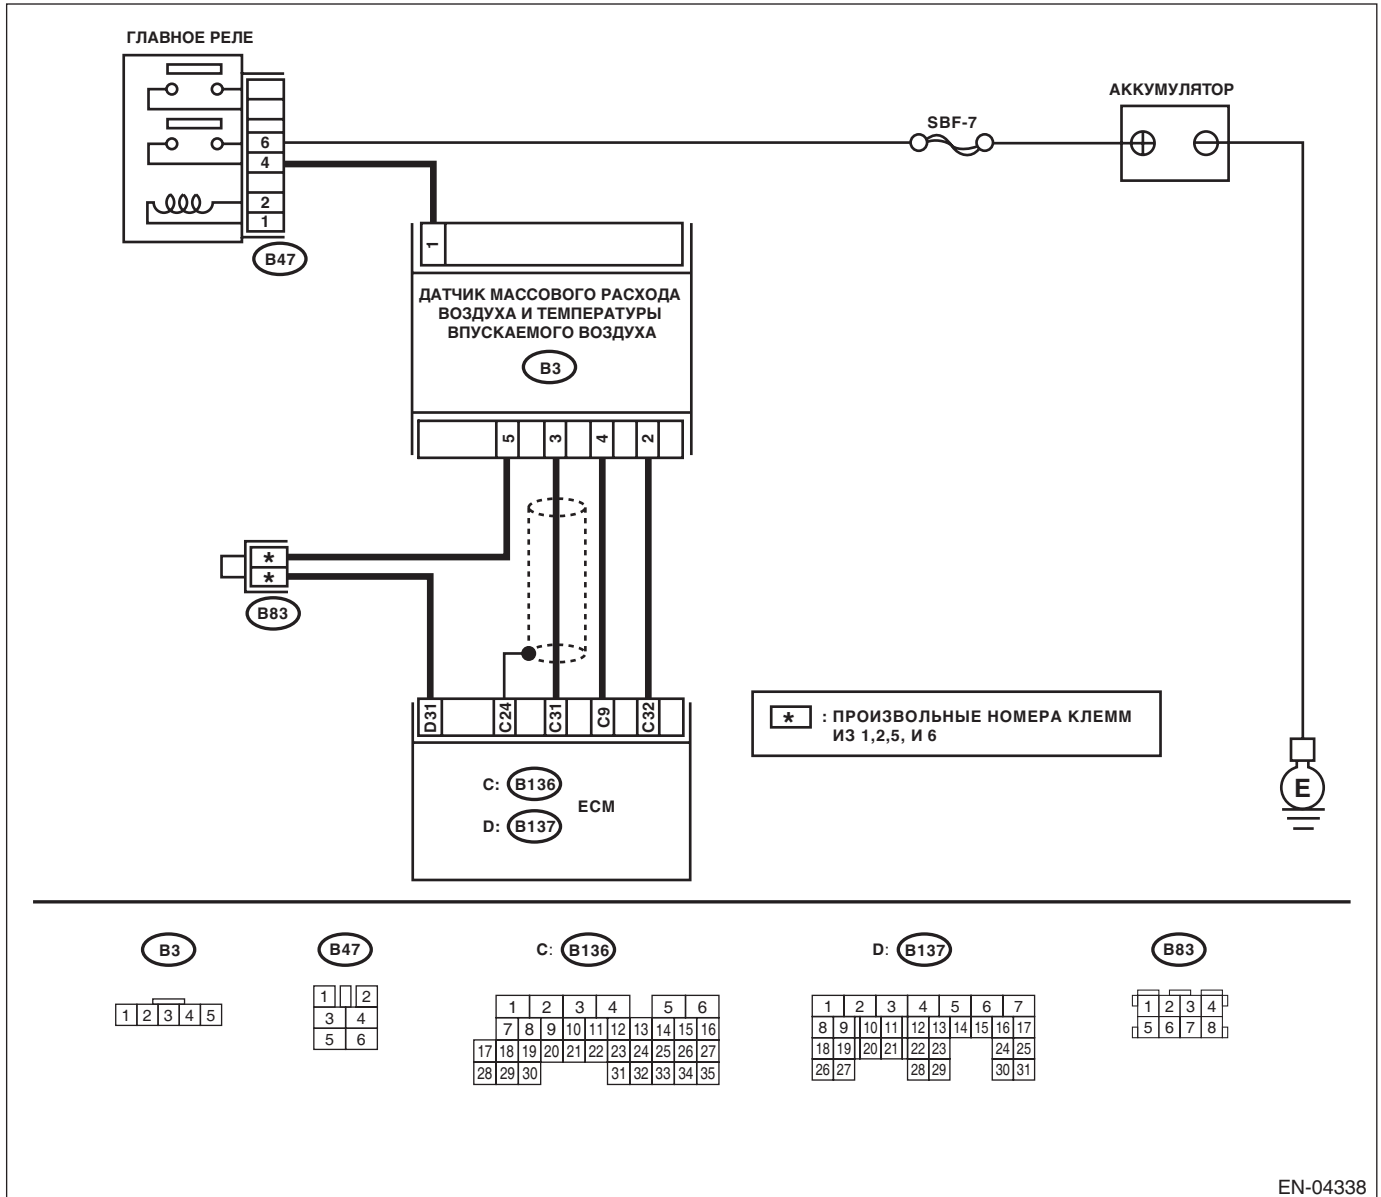 ГЛАВНОЕ РЕЛЕ
АККУМУЛЯТОР
SBF-7
6
4
2
1
B47
1
ДАТЧИК МАССОВОГО РАСХОДА
ВОЗДУХА И ТЕМПЕРАТУРЫ
ВПУСКАЕМОГО ВОЗДУХА
B3
5 3 4 2
*
*
B83
D31 C24 C31 C9 C32
* : ПРОИЗВОЛЬНЫЕ НОМЕРА КЛЕММ
ИЗ 1,2,5, И 6
C: B136
ECM
D: B137
E
B3
B47
C: B136
D: B137
B83
1 2 3 4 5
1 2
3 4
5 6
1 2 3 4 5 6
7 8 9 10 11 12 13 14 15 16
17 18 19 20 21 22 23 24 25 26 27
28 29 30 31 32 33 34 35
1 2 3 4 5 6 7
8 9 10 11 12 13 14 15 16 17
18 19 20 21 22 23 24 25
26 27 28 29 30 31
1 2 3 4
5 6 7 8
EN-04338